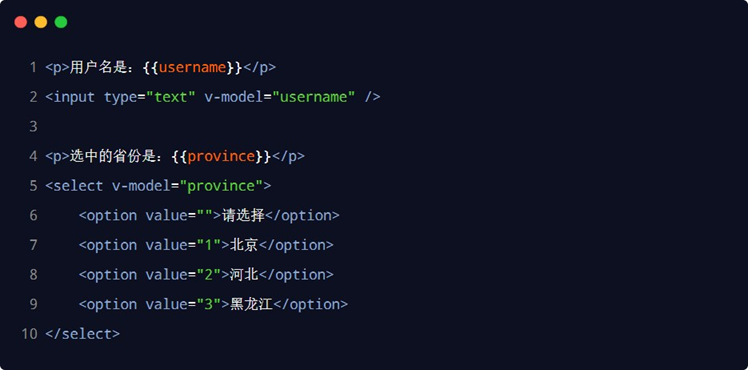 1 <p>用户名是：{{username}}</p>
2 <input type="text" v-model="username" />
3
4 <p>选中的省份是：{{province}}</p>
5 <select v-model="province">
6     <option value="">请选择</option>
7     <option value="1">北京</option>
8     <option value="2">河北</option>
9     <option value="3">黑龙江</option>
10 </select>